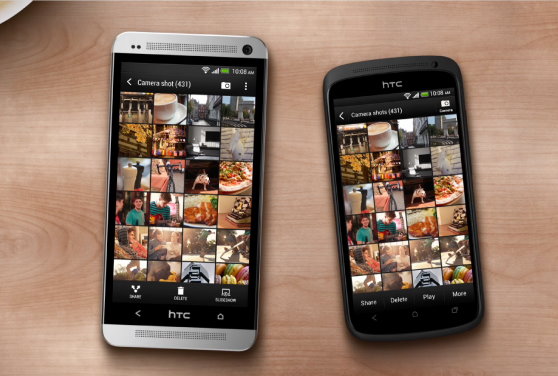 10:08 AM
Camera shot (431)
SHARE
DELETE
SLIDESHOW
hTC
hTC
10:08 AM
Camera shots (431)
Camera
Share
Delete
Play
More